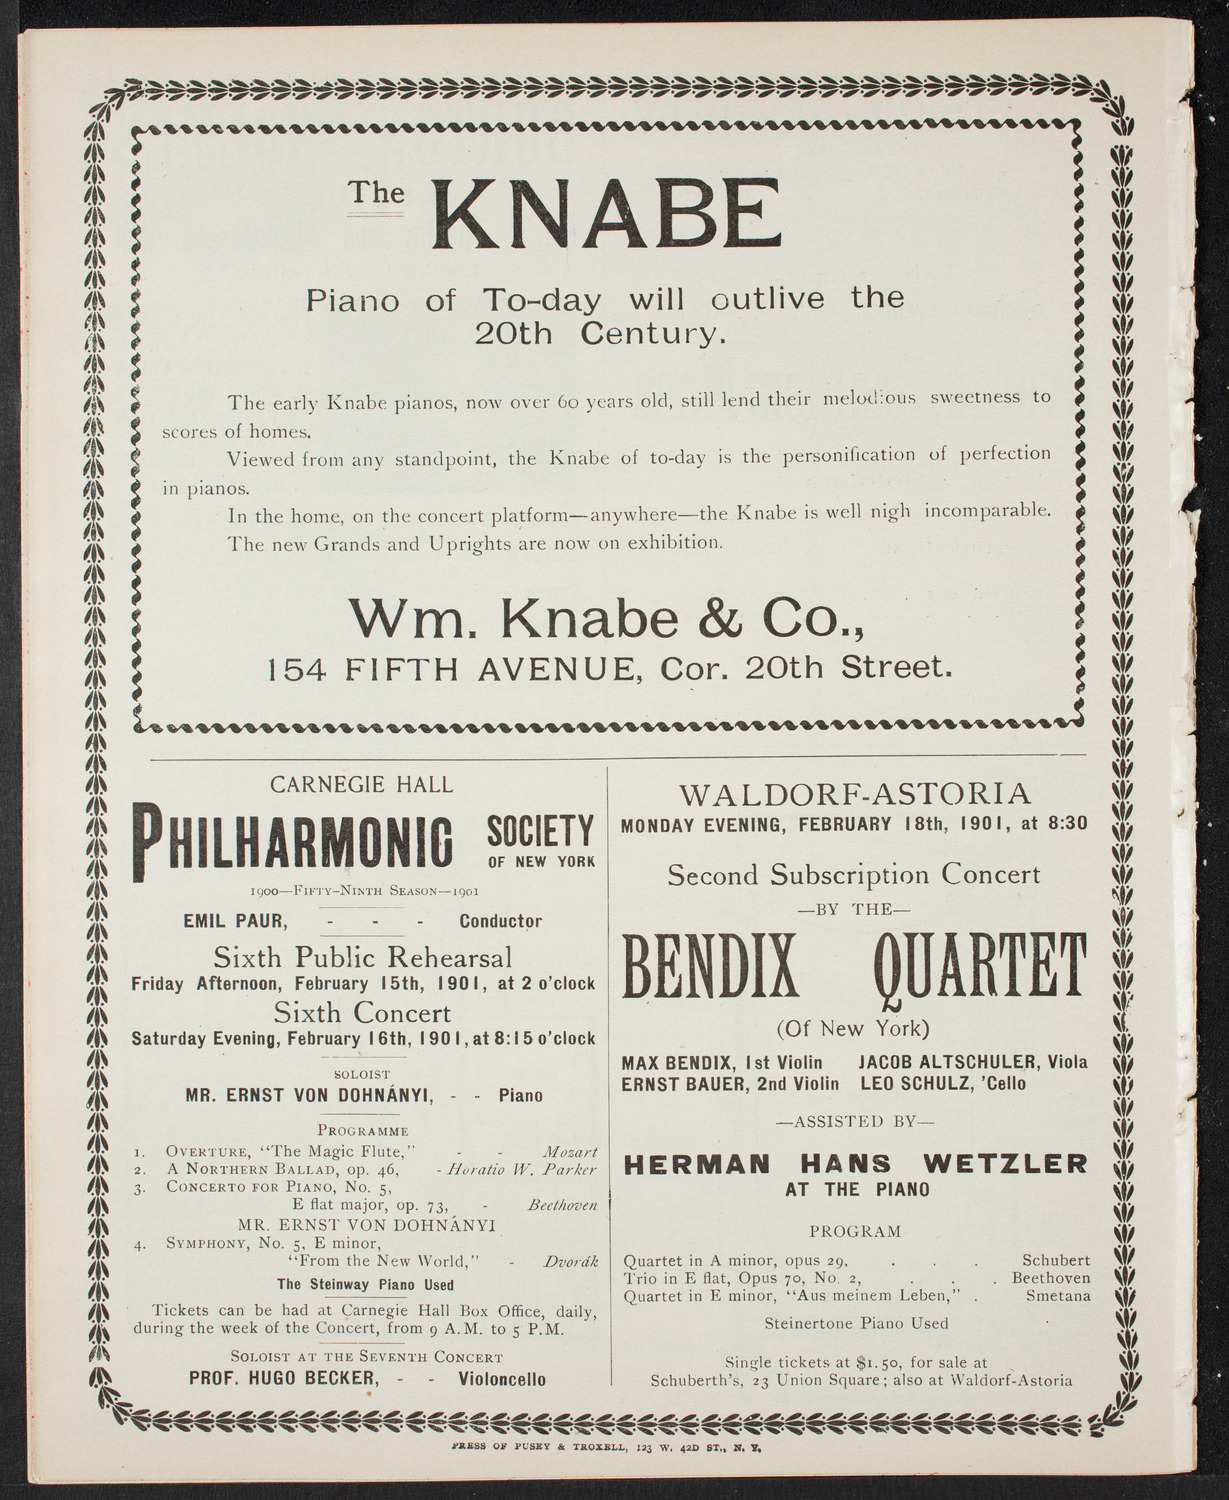 The KNABE
Piano of To-day will outlive the
20th Century.
The early Knabe pianos, now over 60 years old, still lend their melodious sweetness to
scores of homes.
Viewed from any standpoint, the Knabe of to-day is the personification of perfection
in pianos.
In the home, on the concert platform—anywhere—the Knabe is well nigh incomparable.
The new Grands and Uprights are now on exhibition.
Wm. Knabe & Co.,
154 FIFTH AVENUE, Cor. 20th Street.
CARNEGIE HALL
PHILHARMONIC SOCIETY
OF NEW YORK
1900—FIFTY-NINTH SEASON—1901
EMIL PAUR, - - - Conductor
Sixth Public Rehearsal
Friday Afternoon, February 15th, 1901, at 2 o'clock
Sixth Concert
Saturday Evening, February 16th, 1901, at 8:15 o'clock
SOLOIST
MR. ERNST VON DOHNÁNYI, - - Piano
PROGRAMME
1. OVERTURE, "The Magic Flute," - - Mozart
2. A NORTHERN BALLAD, op. 46, - Horatio W. Parker
3. CONCERTO FOR PIANO, No. 5,
E flat major, op. 73, - Beethoven
MR. ERNST VON DOHNÁNYI
4. SYMPHONY, No. 5, E minor,
"From the New World," - Dvorák
The Steinway Piano Used
Tickets can be had at Carnegie Hall Box Office, daily,
during the week of the Concert, from 9 A.M. to 5 P.M.
SOLOIST AT THE SEVENTH CONCERT
PROF. HUGO BECKER, - - Violoncello
WALDORF-ASTORIA
MONDAY EVENING, FEBRUARY 18th, 1901, at 8:30
Second Subscription Concert
—BY THE—
BENDIX QUARTET
(Of New York)
MAX BENDIX, 1st Violin JACOB ALTSCHULER, Viola
ERNST BAUER, 2nd Violin LEO SCHULZ, 'Cello
—ASSISTED BY—
HERMAN HANS WETZLER
AT THE PIANO
PROGRAM
Quartet in A minor, opus 29, . . . Schubert
Trio in E flat, Opus 70, No. 2, . . . Beethoven
Quartet in E minor, "Aus meinem Leben," . Smetana
Steinertone Piano Used
Single tickets at $1.50, for sale at
Schuberth's, 23 Union Square; also at Waldorf-Astoria
PRESS OF PUSEY & TROXELL, 123 W. 42D ST., N. Y.